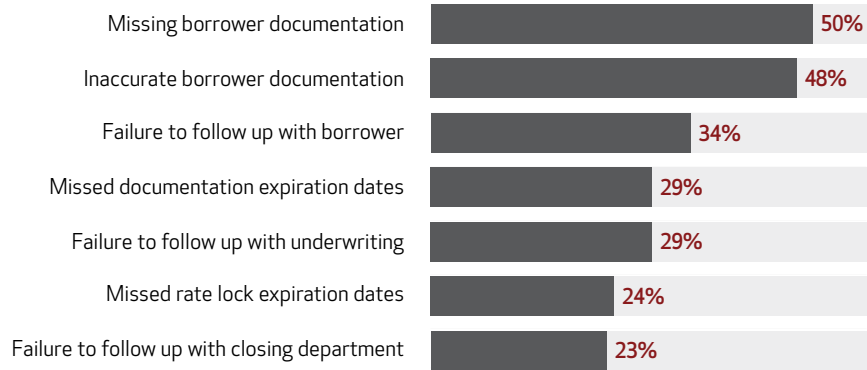 Missing borrower documentation 50%
Inaccurate borrower documentation 48%
Failure to follow up with borrower 34%
Missed documentation expiration dates 29%
Failure to follow up with underwriting 29%
Missed rate lock expiration dates 24%
Failure to follow up with closing department 23%